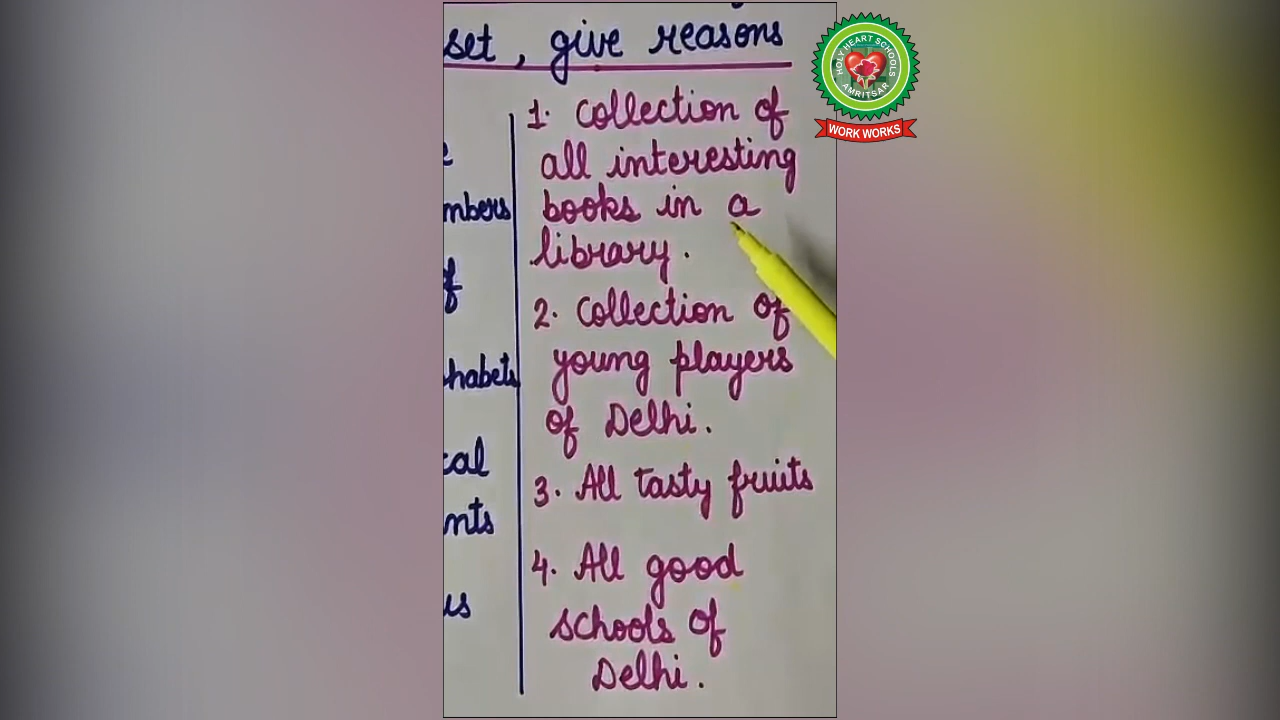 set, give reasons
1. Collection of
all interesting
books in a
library.
2. Collection of
young players
of Delhi.
3. All tasty fruits
4. All good
schools of
Delhi.
mbers
of
habets
cal
nts
us
HOLY HEART SCHOOLS
AMRITSAR
WORK WORKS